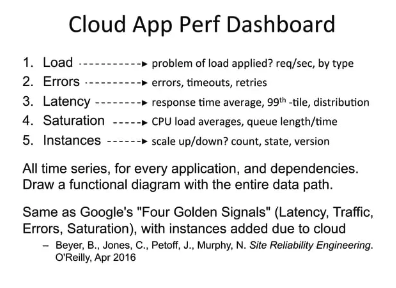 Cloud App Perf Dashboard
1. Load ----------► problem of load applied? req/sec, by type
2. Errors ----------► errors, timeouts, retries
3. Latency --------► response time average, 99th -tile, distribution
4. Saturation -----► CPU load averages, queue length/time
5. Instances ------► scale up/down? count, state, version
All time series, for every application, and dependencies.
Draw a functional diagram with the entire data path.
Same as Google's "Four Golden Signals" (Latency, Traffic,
Errors, Saturation), with instances added due to cloud
– Beyer, B., Jones, C., Petoff, J., Murphy, N. Site Reliability Engineering.
O'Reilly, Apr 2016